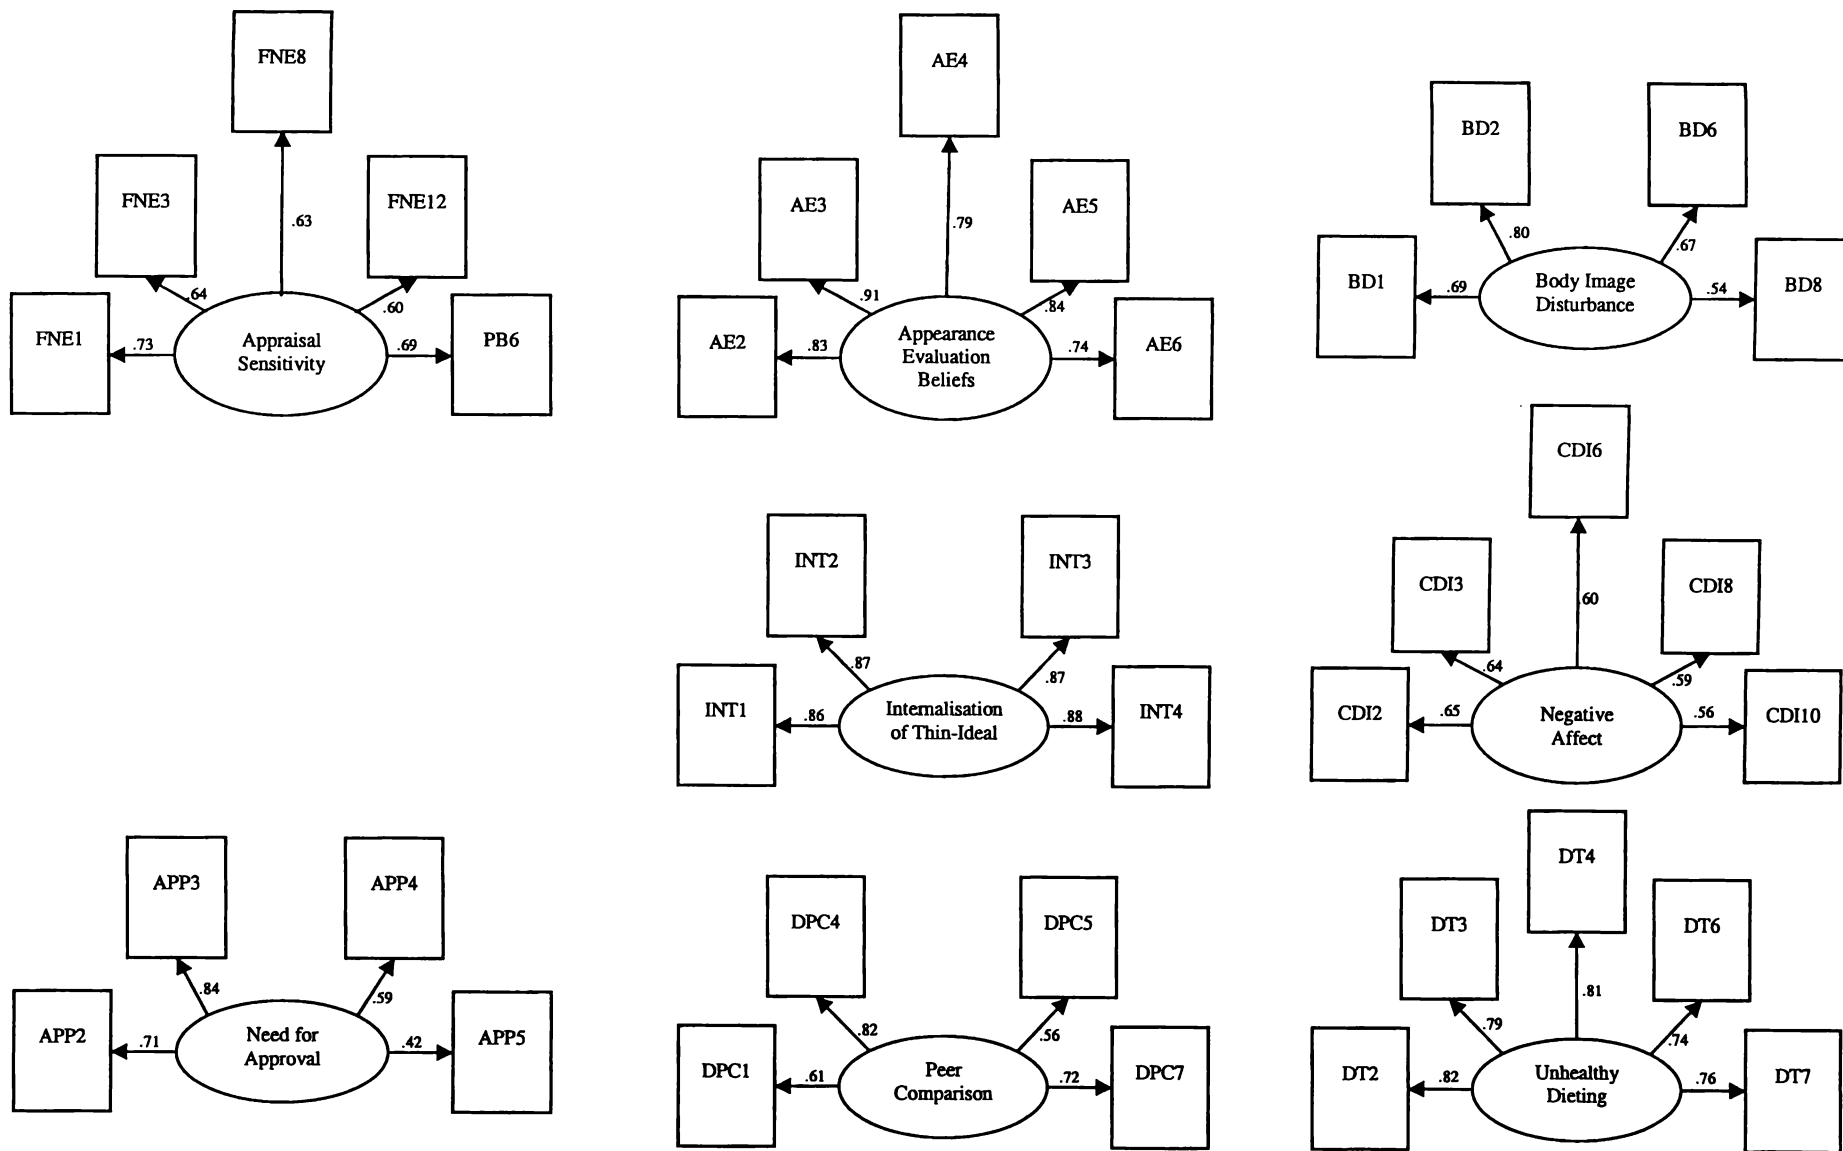 FNE8
FNE3
FNE12
.63
.64
.60
FNE1
.73
Appraisal
Sensitivity
.69
PB6
AE4
AE3
AE5
.79
.91
.84
AE2
.83
Appearance
Evaluation
Beliefs
.74
AE6
BD2
BD6
.80
.67
BD1
.69
Body Image
Disturbance
.54
BD8
CDI6
CDI3
CDI8
.60
.64
.59
CDI2
.65
Negative
Affect
.56
CDI10
INT2
INT3
.87
.87
INT1
.86
Internalisation
of Thin-Ideal
.88
INT4
APP3
APP4
.84
.59
APP2
.71
Need for
Approval
.42
APP5
DPC4
DPC5
.82
.56
DPC1
.61
Peer
Comparison
.72
DPC7
DT4
DT3
DT6
.81
.79
.74
DT2
.82
Unhealthy
Dieting
.76
DT7